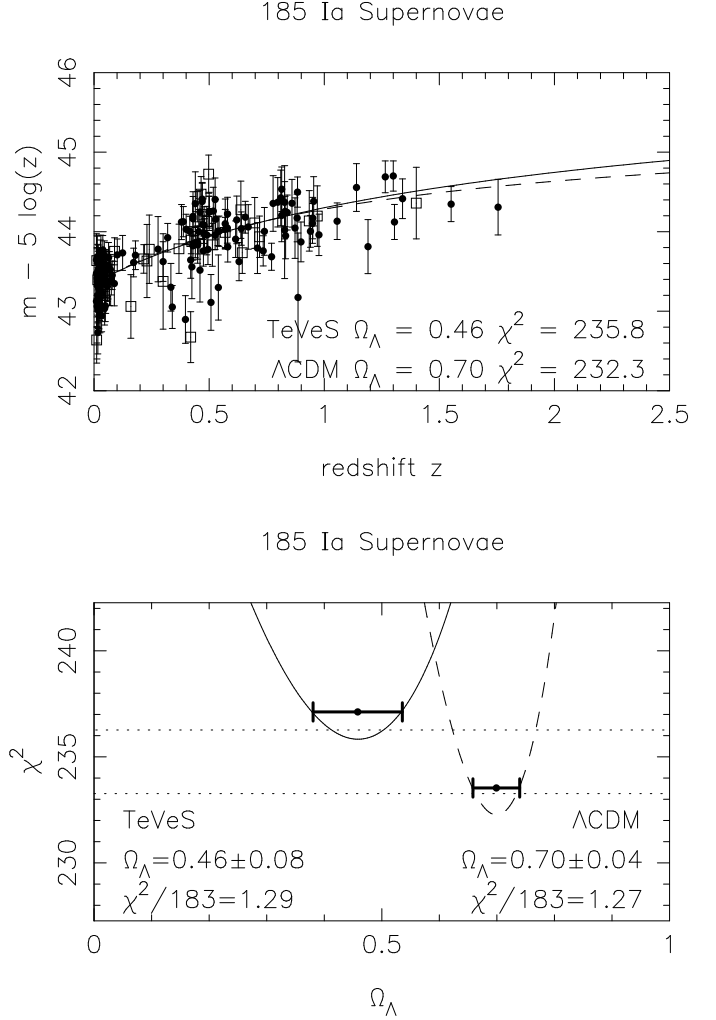 185 Ia Supernovae
46
45
44
43
42
m − 5 log(z)
TeVeS Ω_Λ = 0.46 χ² = 235.8
ΛCDM Ω_Λ = 0.70 χ² = 232.3
0 0.5 1 1.5 2 2.5
redshift z
185 Ia Supernovae
240
235
230
χ²
TeVeS ΛCDM
Ω_Λ=0.46±0.08 Ω_Λ=0.70±0.04
χ²/183=1.29 χ²/183=1.27
0 0.5 1
Ω_Λ